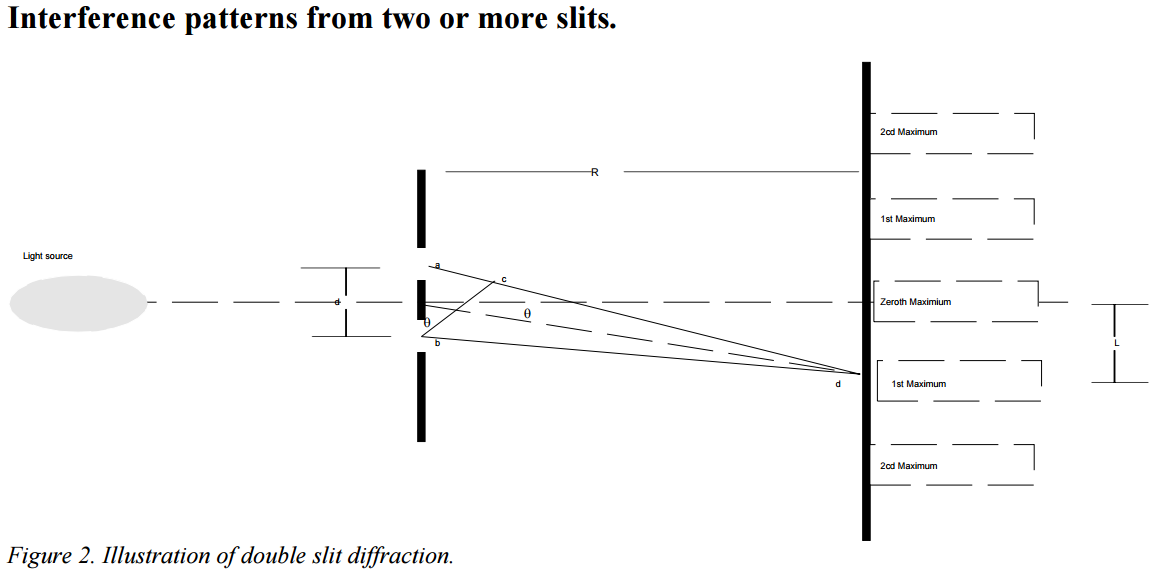 Interference patterns from two or more slits.
2cd Maximum
R
1st Maximum
Light source
a
c
d
Zeroth Maximium
θ
θ
b
L
d
1st Maximum
2cd Maximum
Figure 2. Illustration of double slit diffraction.